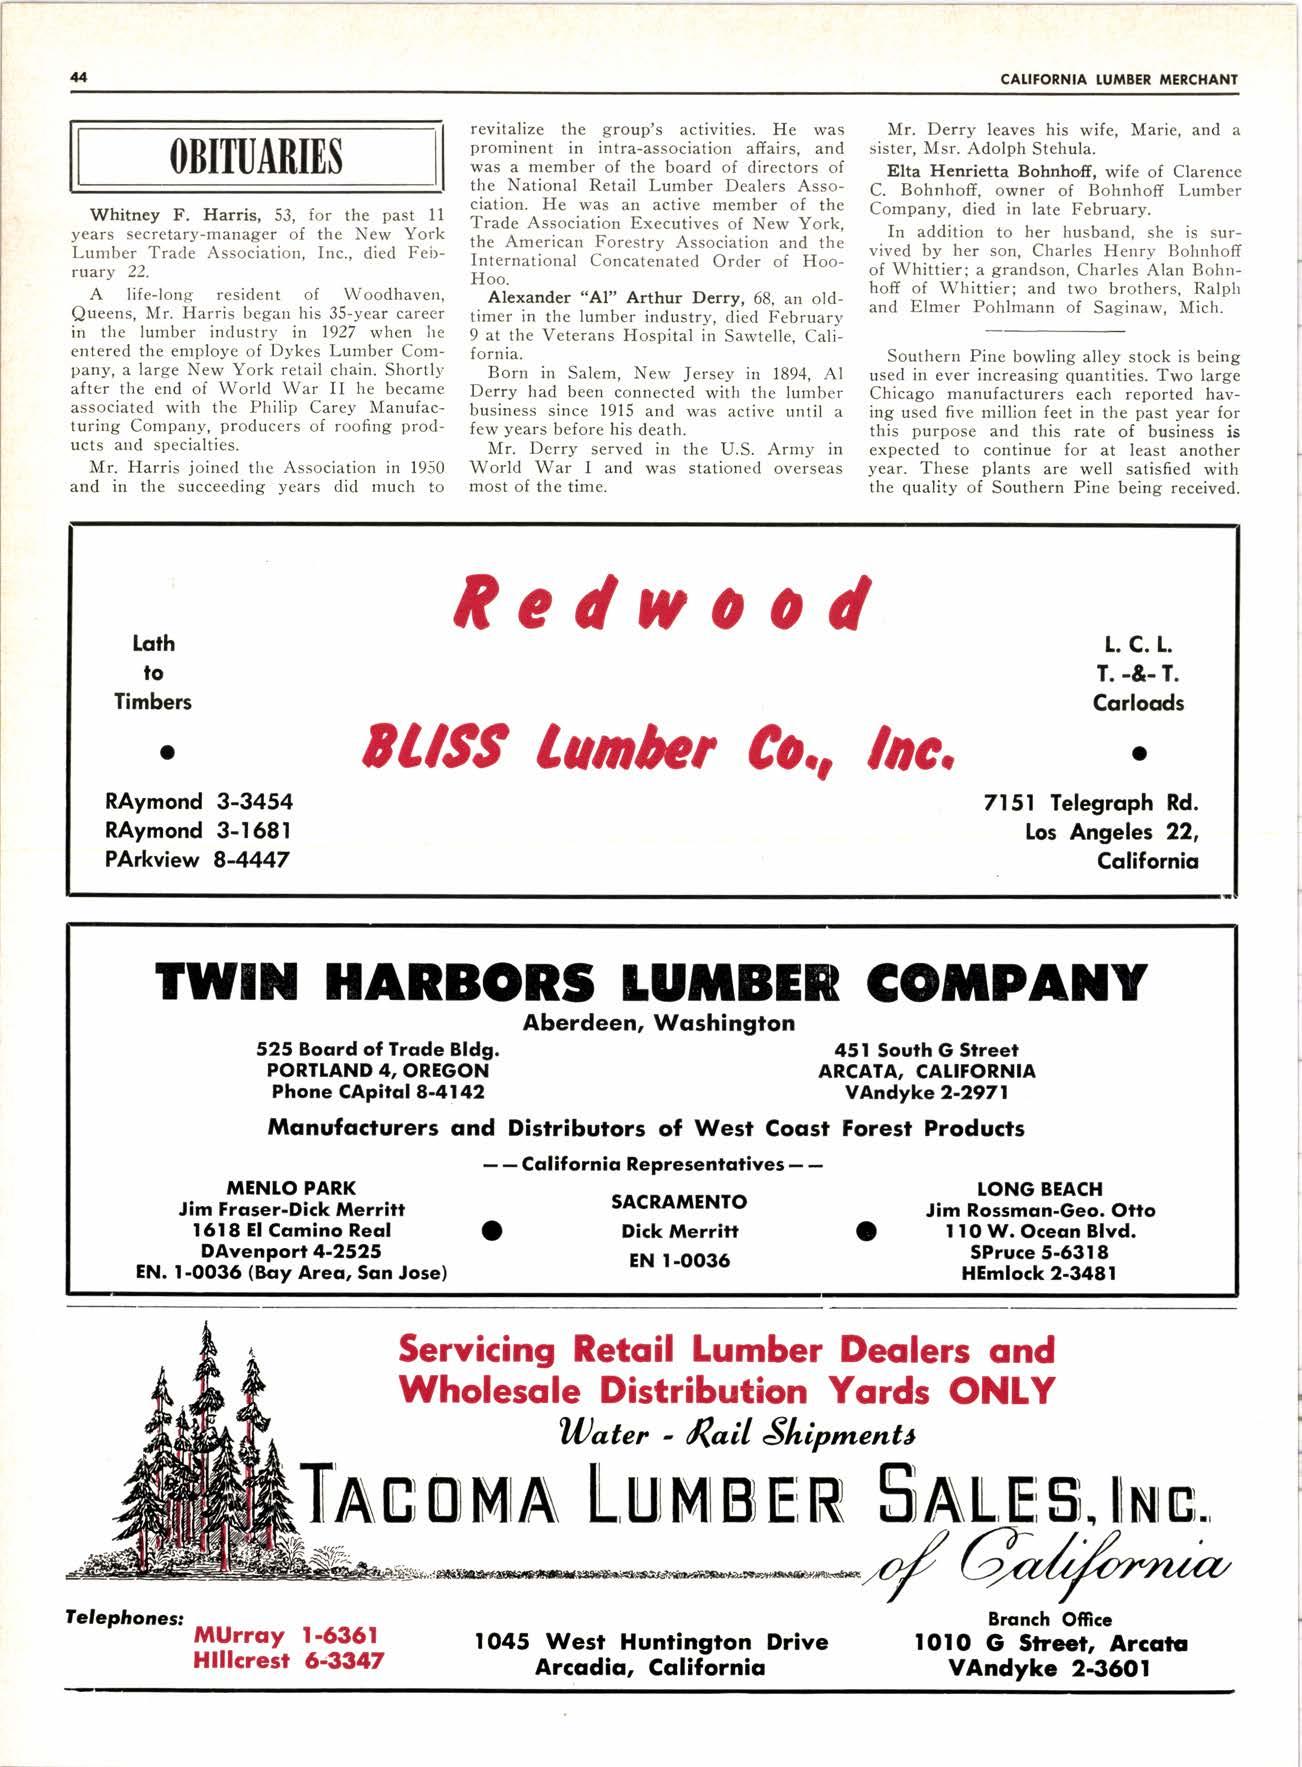 44
CALIFORNIA LUMBER MERCHANT
OBITUARIES
Whitney F. Harris, 53, for the past 11
years secretary-manager of the New York
Lumber Trade Association, Inc., died Feb-
ruary 22.
A life-long resident of Woodhaven,
Queens, Mr. Harris began his 35-year career
in the lumber industry in 1927 when he
entered the employe of Dykes Lumber Com-
pany, a large New York retail chain. Shortly
after the end of World War II he became
associated with the Philip Carey Manufac-
turing Company, producers of roofing prod-
ucts and specialties.
Mr. Harris joined the Association in 1950
and in the succeeding years did much to
revitalize the group's activities. He was
prominent in intra-association affairs, and
was a member of the board of directors of
the National Retail Lumber Dealers Asso-
ciation. He was an active member of the
Trade Association Executives of New York,
the American Forestry Association and the
International Concatenated Order of Hoo-
Hoo.
Alexander “Al” Arthur Derry, 68, an old-
timer in the lumber industry, died February
9 at the Veterans Hospital in Sawtelle, Cali-
fornia.
Born in Salem, New Jersey in 1894, Al
Derry had been connected with the lumber
business since 1915 and was active until a
few years before his death.
Mr. Derry served in the U.S. Army in
World War I and was stationed overseas
most of the time.
Mr. Derry leaves his wife, Marie, and a
sister, Msr. Adolph Stehula.
Elta Henrietta Bohnhoff, wife of Clarence
C. Bohnhoff, owner of Bohnhoff Lumber
Company, died in late February.
In addition to her husband, she is sur-
vived by her son, Charles Henry Bohnhoff
of Whittier; a grandson, Charles Alan Bohn-
hoff of Whittier; and two brothers, Ralph
and Elmer Pohlmann of Saginaw, Mich.
Southern Pine bowling alley stock is being
used in ever increasing quantities. Two large
Chicago manufacturers each reported hav-
ing used five million feet in the past year for
this purpose and this rate of business is
expected to continue for at least another
year. These plants are well satisfied with
the quality of Southern Pine being received.
Redwood
Lath
to
Timbers
L. C. L.
T. -&- T.
Carloads
BLISS Lumber Co., Inc.
RAymond 3-3454
RAymond 3-1681
PArkview 8-4447
7151 Telegraph Rd.
Los Angeles 22,
California
TWIN HARBORS LUMBER COMPANY
Aberdeen, Washington
525 Board of Trade Bldg.
PORTLAND 4, OREGON
Phone CApital 8-4142
451 South G Street
ARCATA, CALIFORNIA
VAndyke 2-2971
Manufacturers and Distributors of West Coast Forest Products
— — California Representatives — —
MENLO PARK
Jim Fraser-Dick Merritt
1618 El Camino Real
DAvenport 4-2525
EN. 1-0036 (Bay Area, San Jose)
SACRAMENTO
Dick Merritt
EN 1-0036
LONG BEACH
Jim Rossman-Geo. Otto
110 W. Ocean Blvd.
SPruce 5-6318
HEmlock 2-3481
Servicing Retail Lumber Dealers and
Wholesale Distribution Yards ONLY
Water - Rail Shipments
TACOMA LUMBER SALES, INC.
of California
Telephones:
MUrray 1-6361
HIllcrest 6-3347
1045 West Huntington Drive
Arcadia, California
Branch Office
1010 G Street, Arcata
VAndyke 2-3601